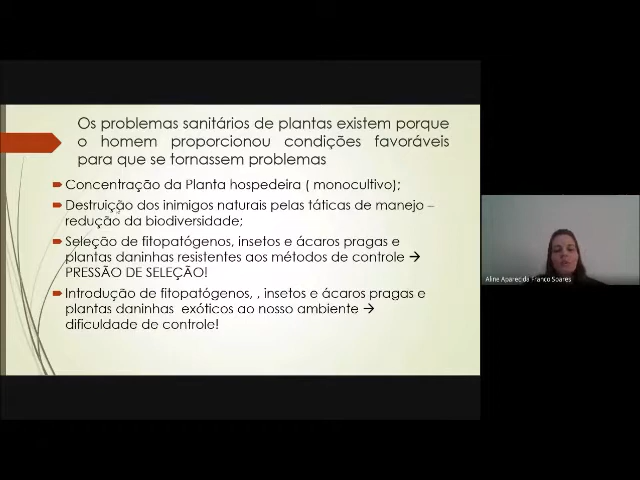 Os problemas sanitários de plantas existem porque
o homem proporcionou condições favoráveis
para que se tornassem problemas
Concentração da Planta hospedeira ( monocultivo);
Destruição dos inimigos naturais pelas táticas de manejo –
redução da biodiversidade;
Seleção de fitopatógenos, insetos e ácaros pragas e
plantas daninhas resistentes aos métodos de controle →
PRESSÃO DE SELEÇÃO!
Introdução de fitopatógenos, , insetos e ácaros pragas e
plantas daninhas exóticos ao nosso ambiente →
dificuldade de controle!
Aline Aparecida Franco Soares